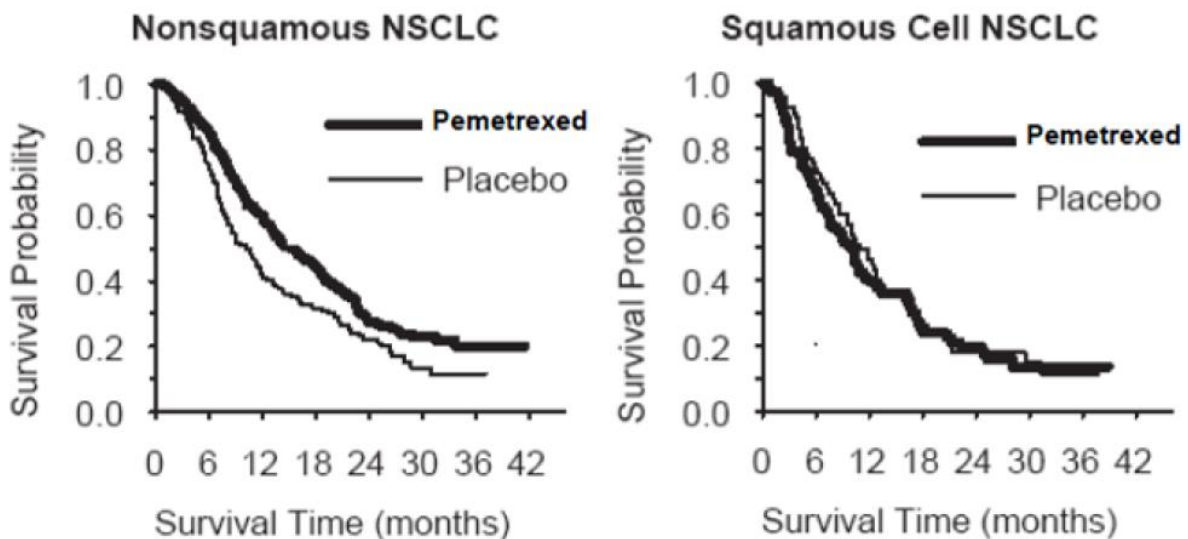 Nonsquamous NSCLC
Survival Probability
1.0
0.8
0.6
0.4
0.2
0.0
Pemetrexed
Placebo
0 6 12 18 24 30 36 42
Survival Time (months)
Squamous Cell NSCLC
Survival Probability
1.0
0.8
0.6
0.4
0.2
0.0
Pemetrexed
Placebo
0 6 12 18 24 30 36 42
Survival Time (months)